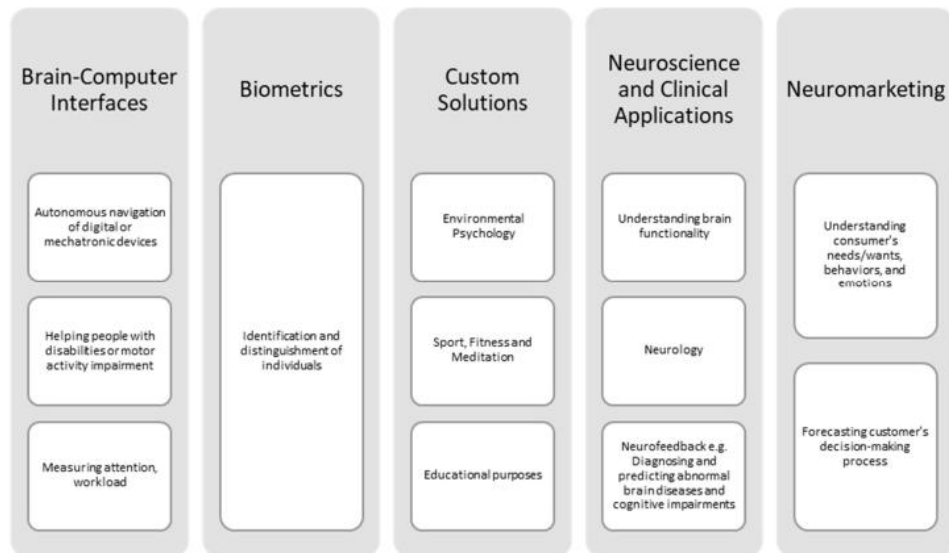 Brain-Computer
Interfaces
Autonomous navigation
of digital or
mechatronic devices
Helping people with
disabilities or motor
activity impairment
Measuring attention,
workload
Biometrics
Identification and
distinguishment of
individuals
Custom
Solutions
Environmental
Psychology
Sport, Fitness and
Meditation
Educational purposes
Neuroscience
and Clinical
Applications
Understanding brain
functionality
Neurology
Neurofeedback e.g.
Diagnosing and
predicting abnormal
brain diseases and
cognitive impairments
Neuromarketing
Understanding
consumer's
needs/wants,
behaviors, and
emotions
Forecasting customer's
decision-making
process